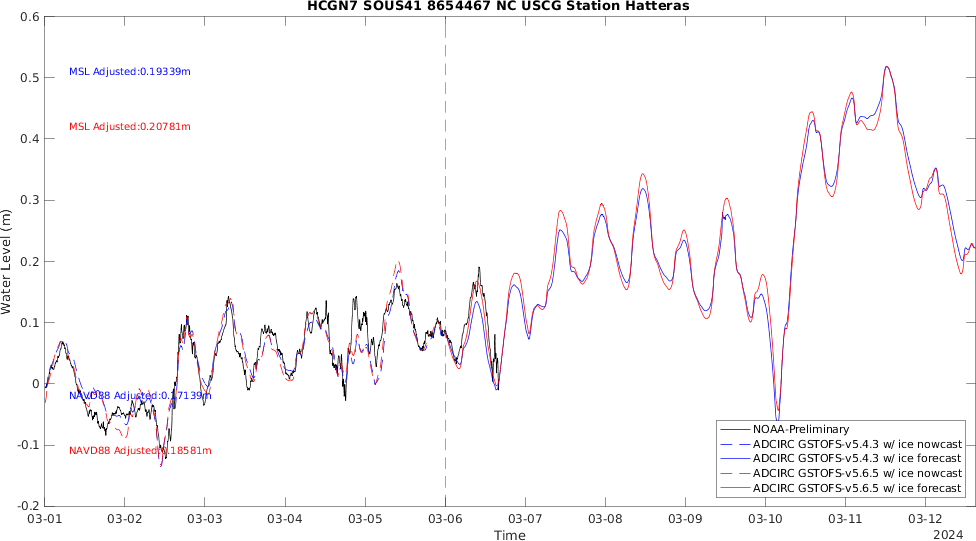 HCGN7 SOUS41 8654467 NC USCG Station Hatteras
0.6
0.5
0.4
0.3
0.2
0.1
0
-0.1
-0.2
Water Level (m)
MSL Adjusted:0.19339m
MSL Adjusted:0.20781m
NAVD88 Adjusted:0.17139m
NAVD88 Adjusted:0.18581m
NOAA-Preliminary
ADCIRC GSTOFS-v5.4.3 w/ ice nowcast
ADCIRC GSTOFS-v5.4.3 w/ ice forecast
ADCIRC GSTOFS-v5.6.5 w/ ice nowcast
ADCIRC GSTOFS-v5.6.5 w/ ice forecast
03-01 03-02 03-03 03-04 03-05 03-06 03-07 03-08 03-09 03-10 03-11 03-12
Time
2024